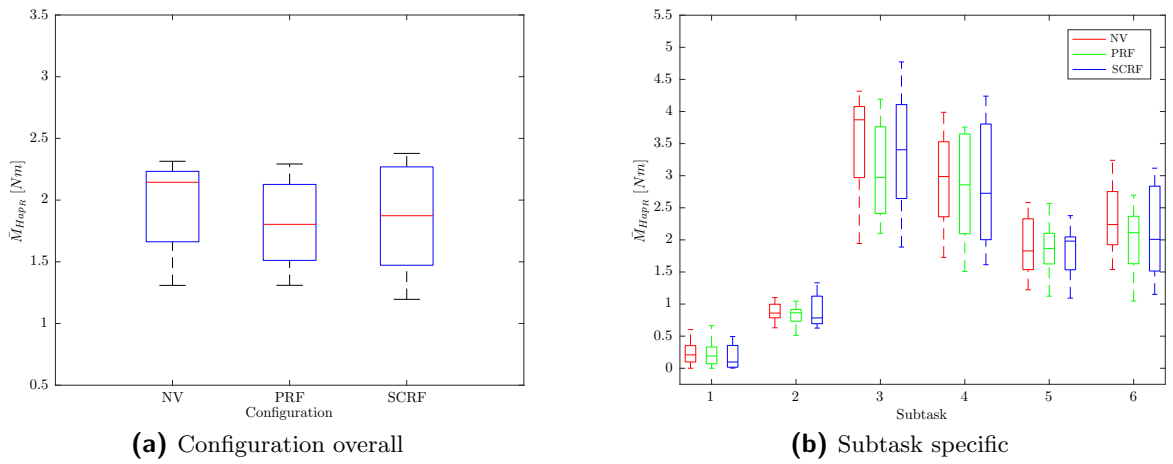 3.5
3
2.5
2
1.5
1
0.5
M̄_{Hap_R} [Nm]
NV PRF SCRF
Configuration
(a) Configuration overall
5.5
5
4.5
4
3.5
3
2.5
2
1.5
1
0.5
0
M̄_{Hap_R} [Nm]
NV
PRF
SCRF
1 2 3 4 5 6
Subtask
(b) Subtask specific